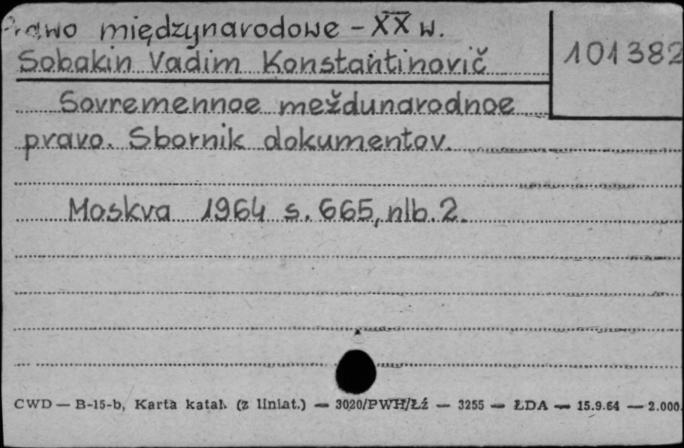 Prawo międzynarodowe - XX w.
101382
Sobakin Vadim Konstantinovič
Sovremennoe meždunarodnoe
pravo. Sbornik dokumentov.
Moskva 1964 s. 665, nlb. 2.
CWD — B-15-b, Karta katal. (z liniat.) — 3020/PWH/Łź — 3255 — ŁDA — 15.9.64 — 2.000.